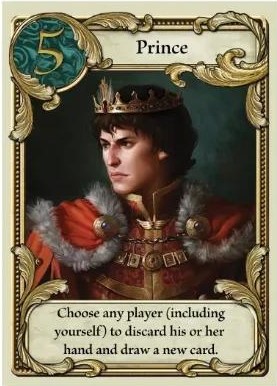 5
Prince
Choose any player (including
yourself) to discard his or her
hand and draw a new card.